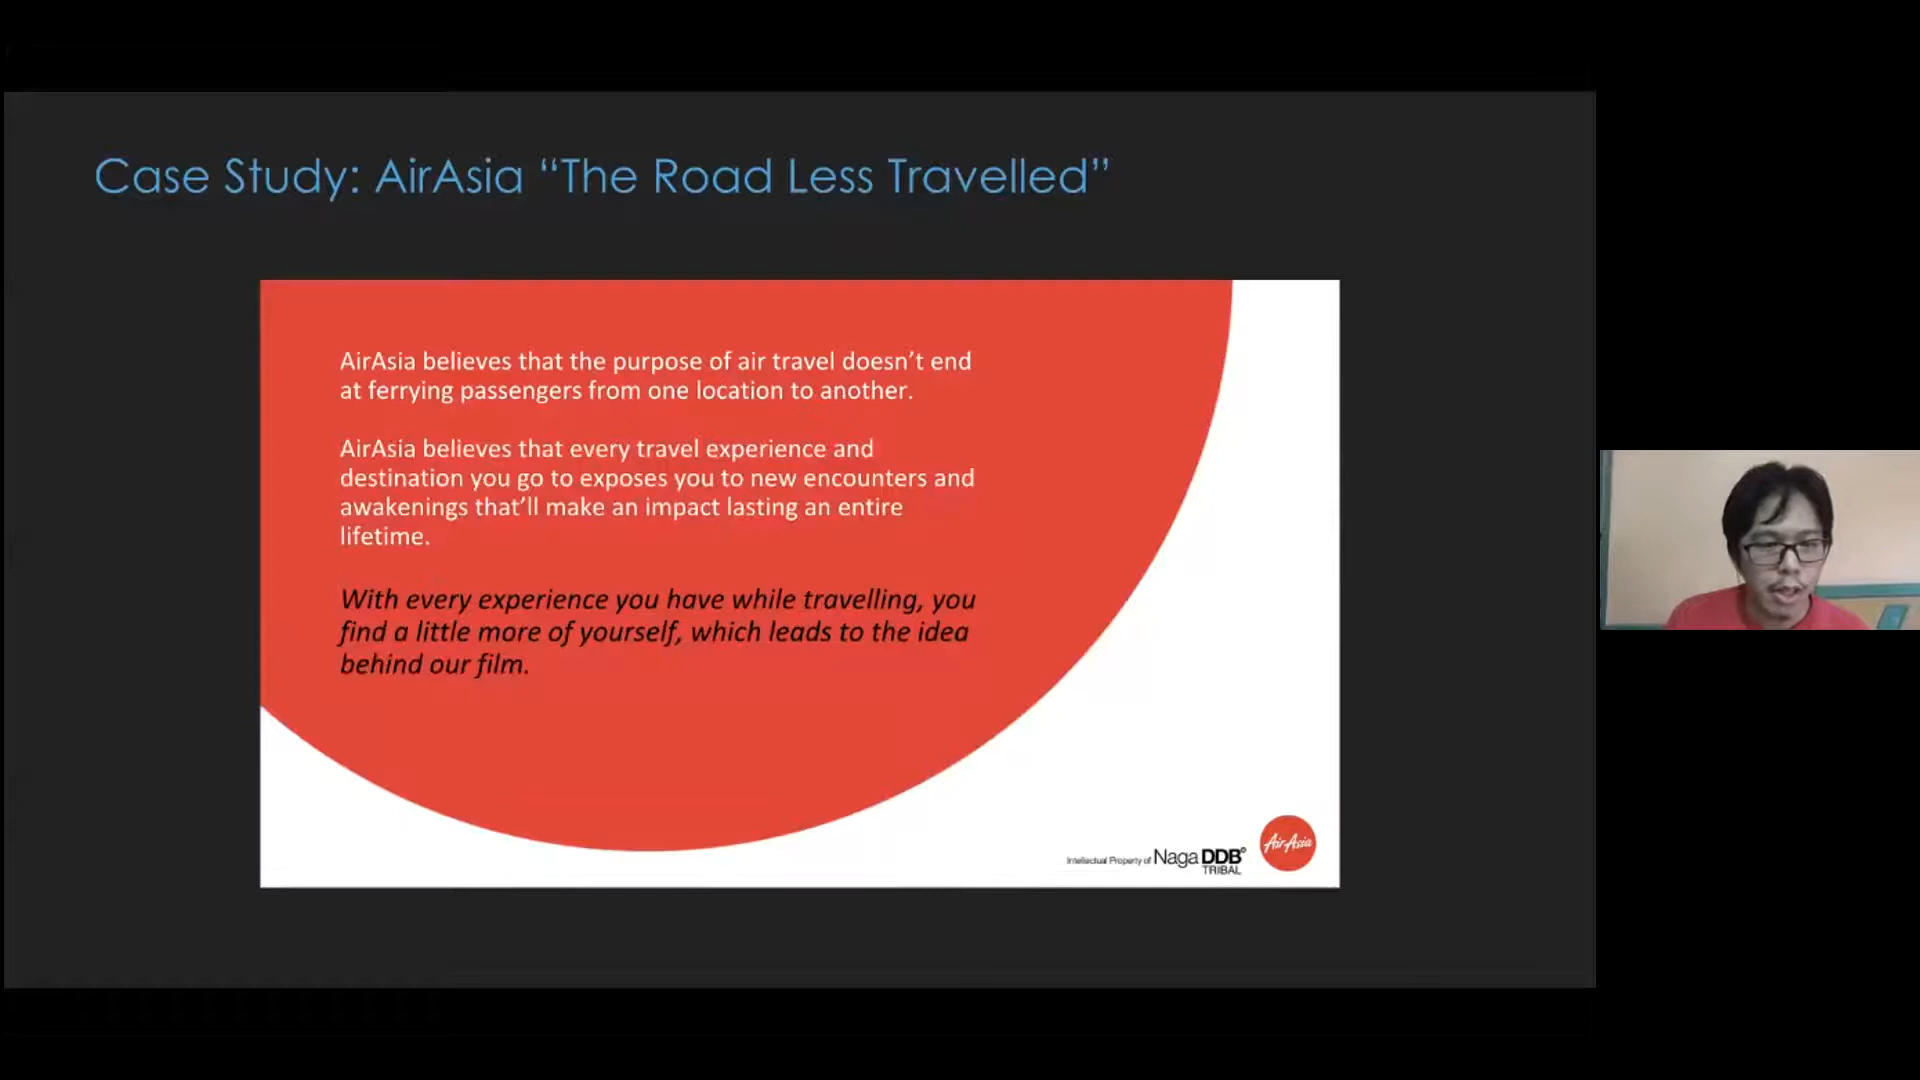 Case Study: AirAsia “The Road Less Travelled”
AirAsia believes that the purpose of air travel doesn’t end
at ferrying passengers from one location to another.
AirAsia believes that every travel experience and
destination you go to exposes you to new encounters and
awakenings that’ll make an impact lasting an entire
lifetime.
With every experience you have while travelling, you
find a little more of yourself, which leads to the idea
behind our film.
Intellectual Property of Naga DDB°
TRIBAL
AirAsia